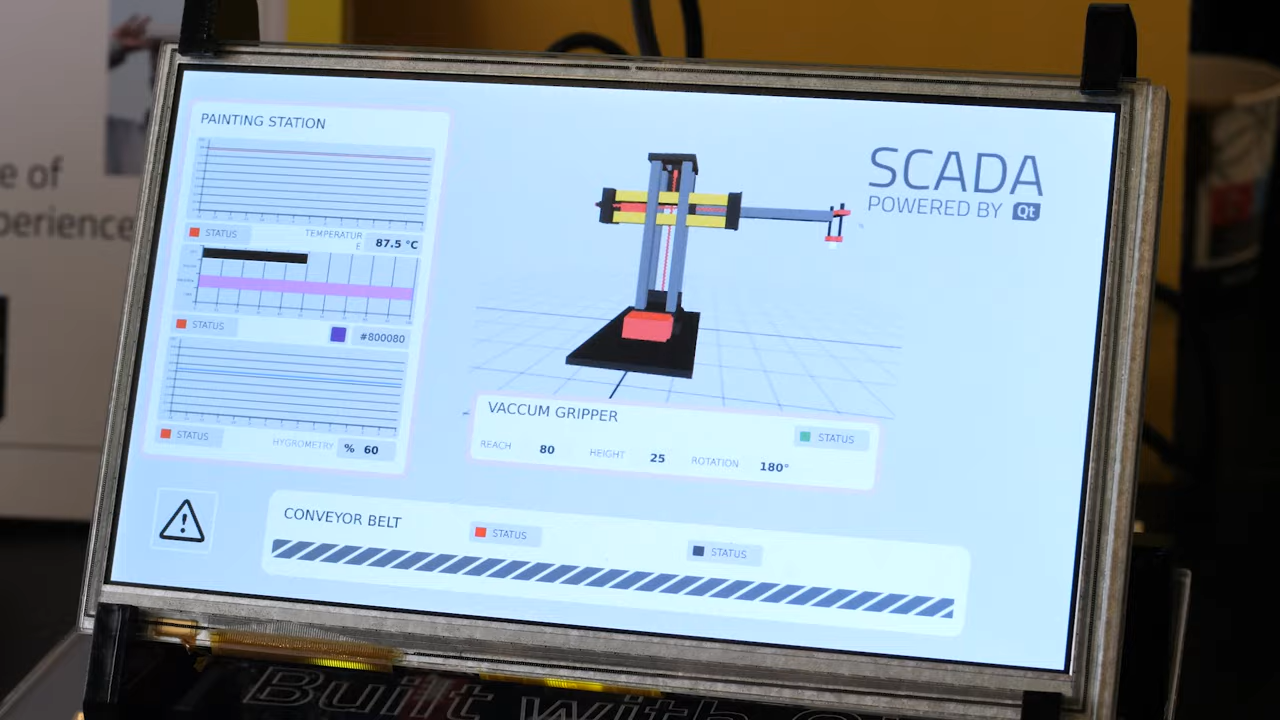 e of
perience
PAINTING STATION
STATUS
TEMPERATUR
E
87.5 °C
STATUS
#800080
STATUS
HYGROMETRY
% 60
SCADA
POWERED BY Qt
VACCUM GRIPPER
STATUS
REACH 80 HEIGHT 25 ROTATION 180°
CONVEYOR BELT
STATUS
STATUS
Built with